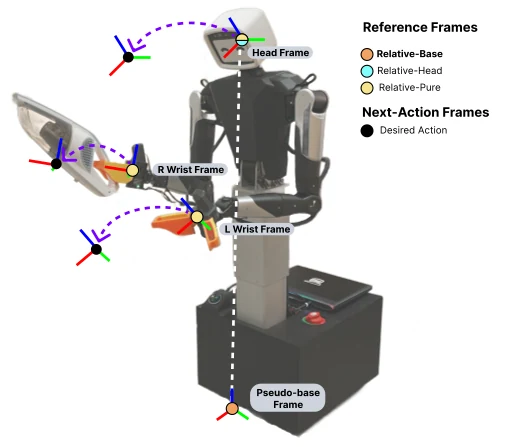 Reference Frames
Relative-Base
Relative-Head
Relative-Pure
Next-Action Frames
Desired Action
Head Frame
R Wrist Frame
L Wrist Frame
Pseudo-base
Frame